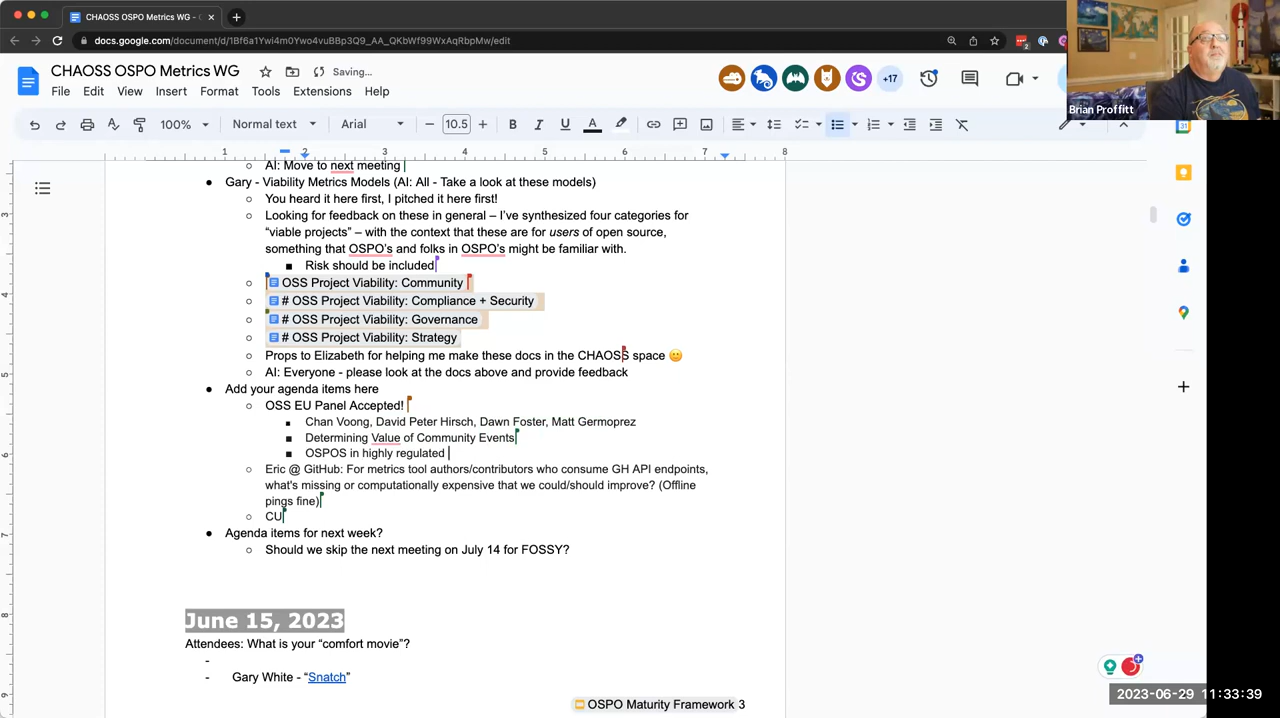 CHAOSS OSPO Metrics WG -
docs.google.com/document/d/1Bf6a1Ywi4m0Ywo4vuBBp3Q9_AA_QKbWf99WxAqRbpMw/edit
CHAOSS OSPO Metrics WG
Saving...
+17
File Edit View Insert Format Tools Extensions Help
Brian Proffitt
100% Normal text Arial 10.5
1 2 3 4 5 6 7 8
AI: Move to next meeting
Gary - Viability Metrics Models (AI: All - Take a look at these models)
You heard it here first, I pitched it here first!
Looking for feedback on these in general – I've synthesized four categories for
“viable projects” – with the context that these are for users of open source,
something that OSPO's and folks in OSPO's might be familiar with.
Risk should be included
OSS Project Viability: Community
# OSS Project Viability: Compliance + Security
# OSS Project Viability: Governance
# OSS Project Viability: Strategy
Props to Elizabeth for helping me make these docs in the CHAOSS space 🙂
AI: Everyone - please look at the docs above and provide feedback
Add your agenda items here
OSS EU Panel Accepted!
Chan Voong, David Peter Hirsch, Dawn Foster, Matt Germoprez
Determining Value of Community Events
OSPOS in highly regulated
Eric @ GitHub: For metrics tool authors/contributors who consume GH API endpoints,
what's missing or computationally expensive that we could/should improve? (Offline
pings fine)
CU
Agenda items for next week?
Should we skip the next meeting on July 14 for FOSSY?
June 15, 2023
Attendees: What is your “comfort movie”?
-
- Gary White - “Snatch”
OSPO Maturity Framework 3
2023-06-29 11:33:39